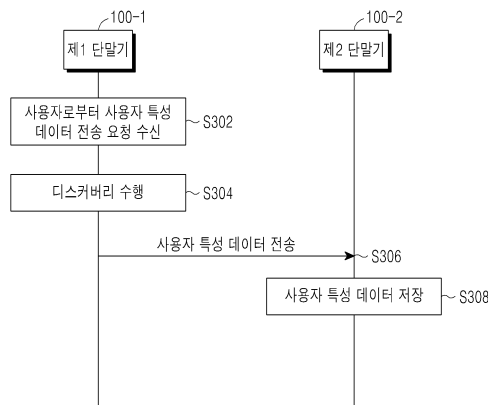 100-1
100-2
제1 단말기
제2 단말기
사용자로부터 사용자 특성
데이터 전송 요청 수신
S302
디스커버리 수행
S304
사용자 특성 데이터 전송
S306
사용자 특성 데이터 저장
S308